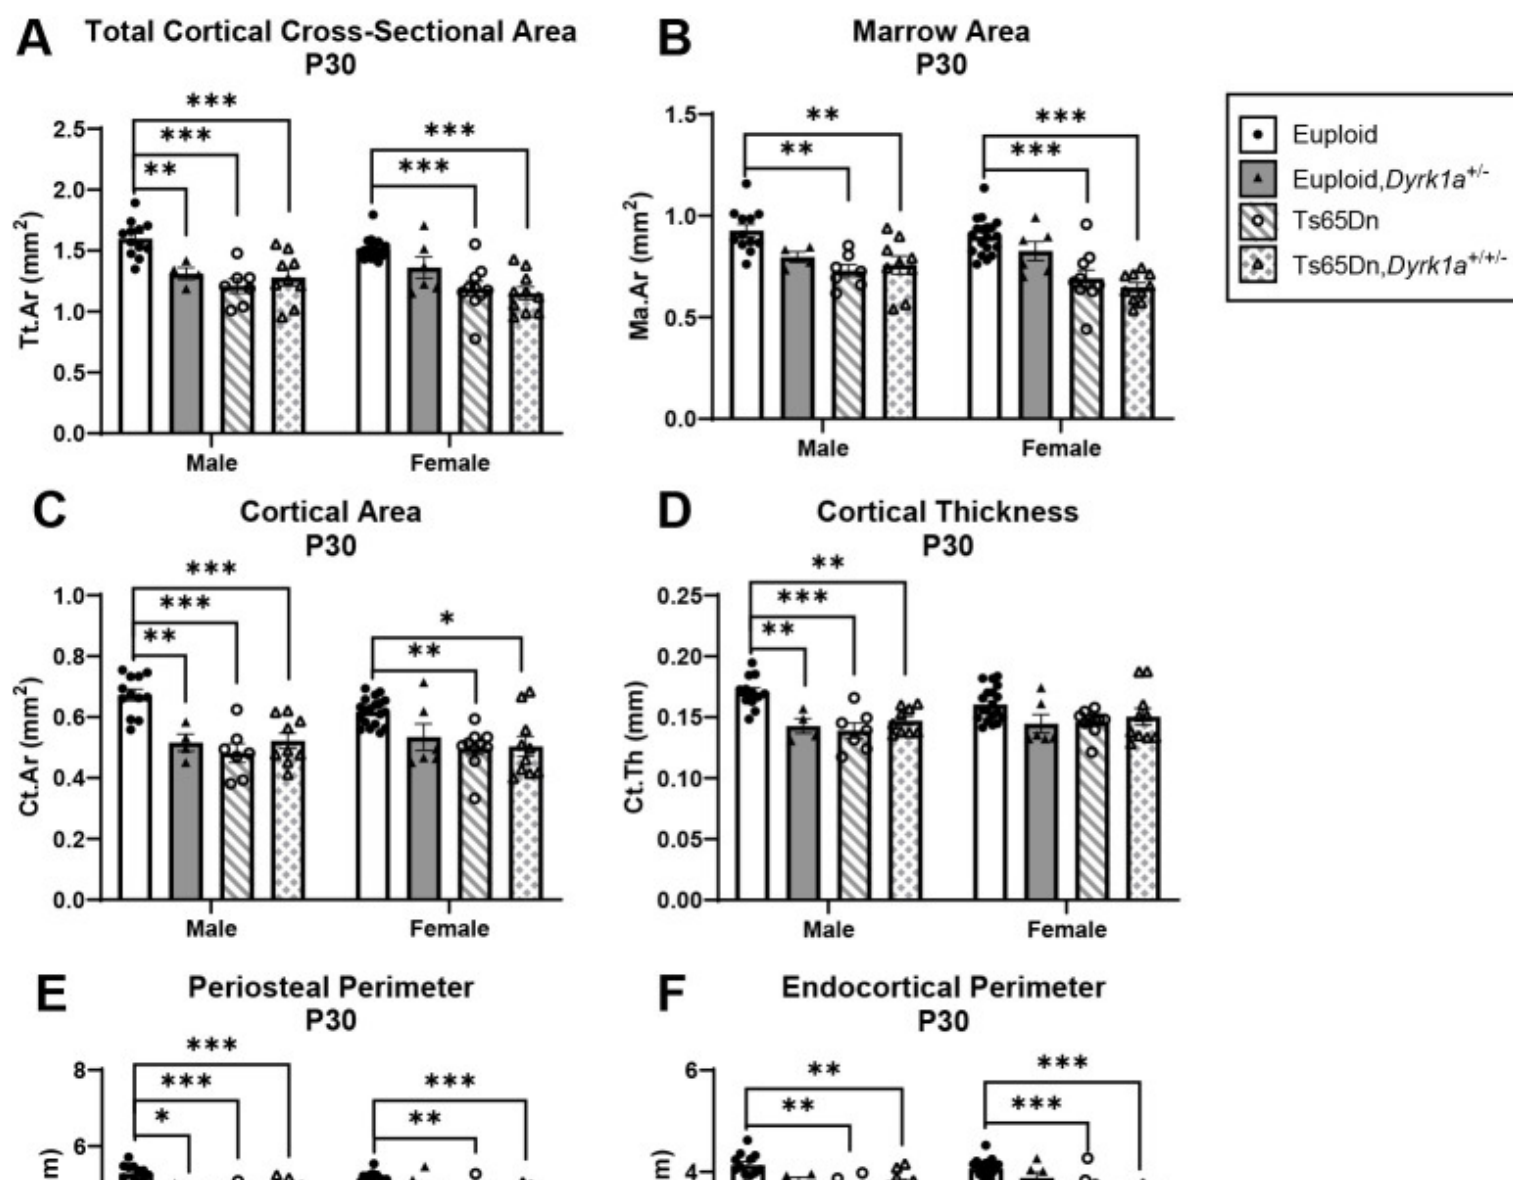 A
Total Cortical Cross-Sectional Area
P30
***
***
**
***
***
2.5
2.0
1.5
1.0
0.5
0.0
Tt.Ar (mm²)
Male
Female
B
Marrow Area
P30
**
**
***
***
1.5
1.0
0.5
0.0
Ma.Ar (mm²)
Male
Female
Euploid
Euploid,Dyrk1a+/-
Ts65Dn
Ts65Dn,Dyrk1a+/+/-
C
Cortical Area
P30
***
***
**
*
**
1.0
0.8
0.6
0.4
0.2
0.0
Ct.Ar (mm²)
Male
Female
D
Cortical Thickness
P30
**
***
**
0.25
0.20
0.15
0.10
0.05
0.00
Ct.Th (mm)
Male
Female
E
Periosteal Perimeter
P30
***
***
*
***
**
8
6
m)
F
Endocortical Perimeter
P30
**
**
***
***
6
4
m)